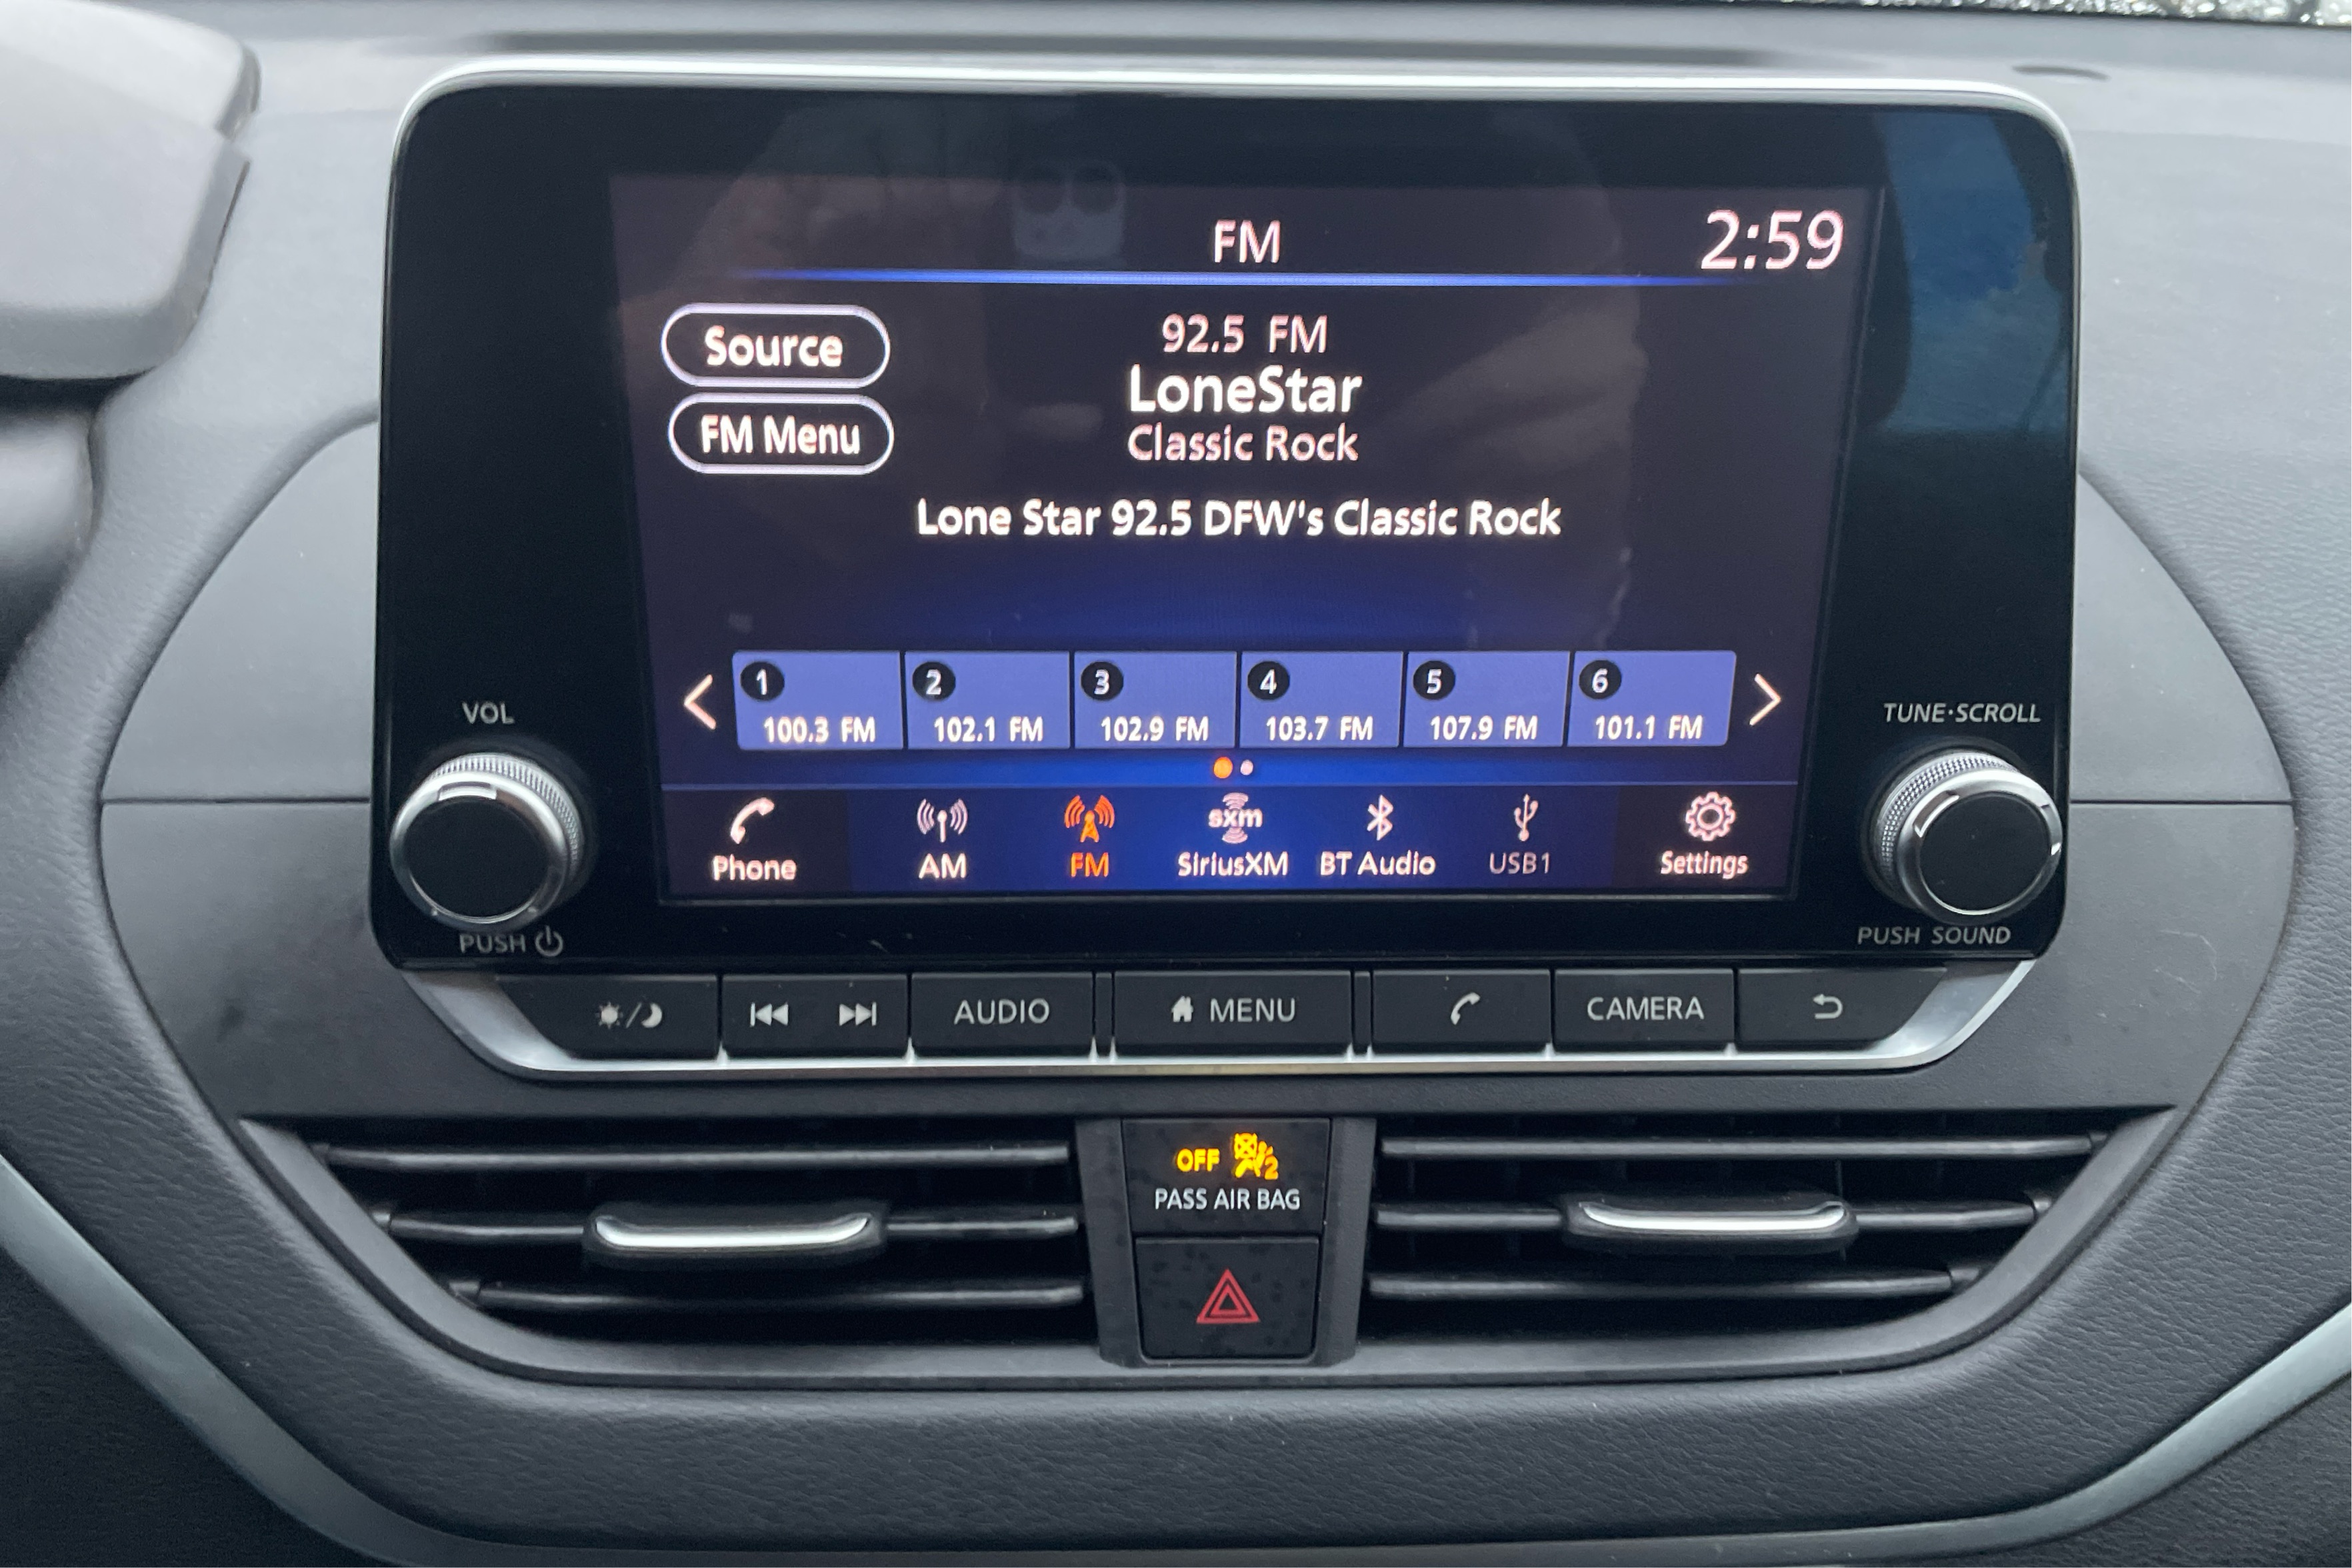 FM
2:59
Source
FM Menu
92.5 FM
LoneStar
Classic Rock
Lone Star 92.5 DFW's Classic Rock
1
100.3 FM
2
102.1 FM
3
102.9 FM
4
103.7 FM
5
107.9 FM
6
101.1 FM
VOL
PUSH
TUNE·SCROLL
PUSH SOUND
Phone
AM
FM
sxm
SiriusXM
BT Audio
USB1
Settings
AUDIO
MENU
CAMERA
OFF 2
PASS AIR BAG